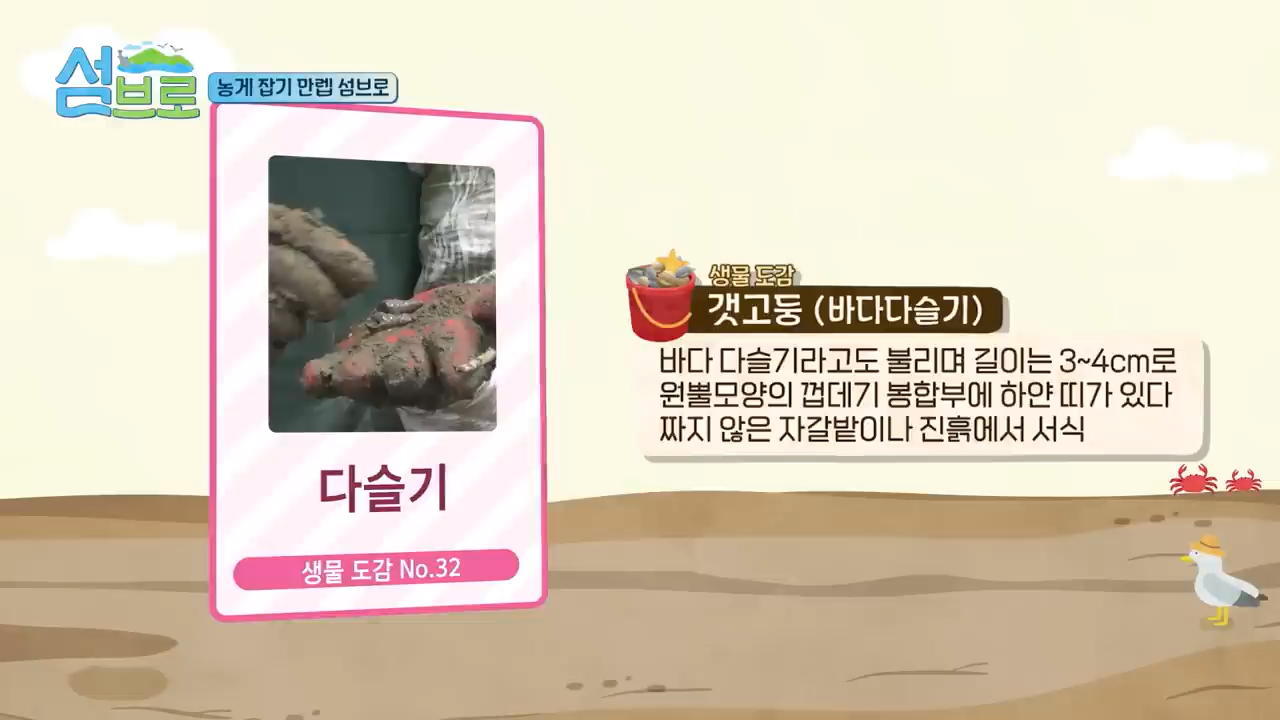 섬브로
농게 잡기 만렙 섬브로
다슬기
생물 도감 No.32
생물 도감
갯고둥 (바다다슬기)
바다 다슬기라고도 불리며 길이는 3~4cm로
원뿔모양의 껍데기 봉합부에 하얀 띠가 있다
짜지 않은 자갈밭이나 진흙에서 서식